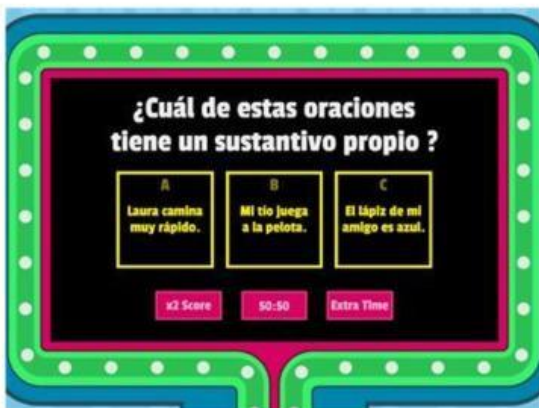 ¿Cuál de estas oraciones
tiene un sustantivo propio ?
A
Laura camina
muy rápido.
B
Mi tío juega
a la pelota.
C
El lápiz de mi
amigo es azul.
x2 Score
50:50
Extra Time